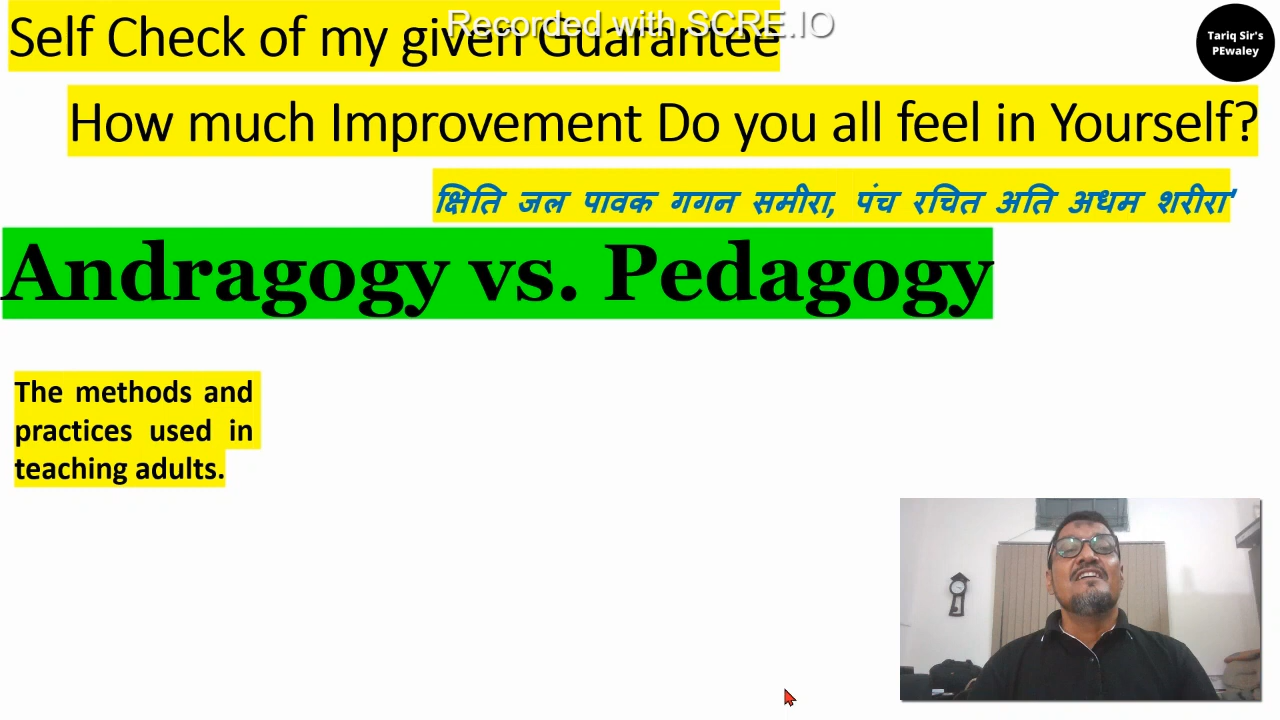 Self Check of my given Guarantee
Recorded with SCRE.IO
Tariq Sir's
PEwaley
How much Improvement Do you all feel in Yourself?
क्षिति जल पावक गगन समीरा, पंच रचित अति अधम शरीरा'
Andragogy vs. Pedagogy
The methods and
practices used in
teaching adults.